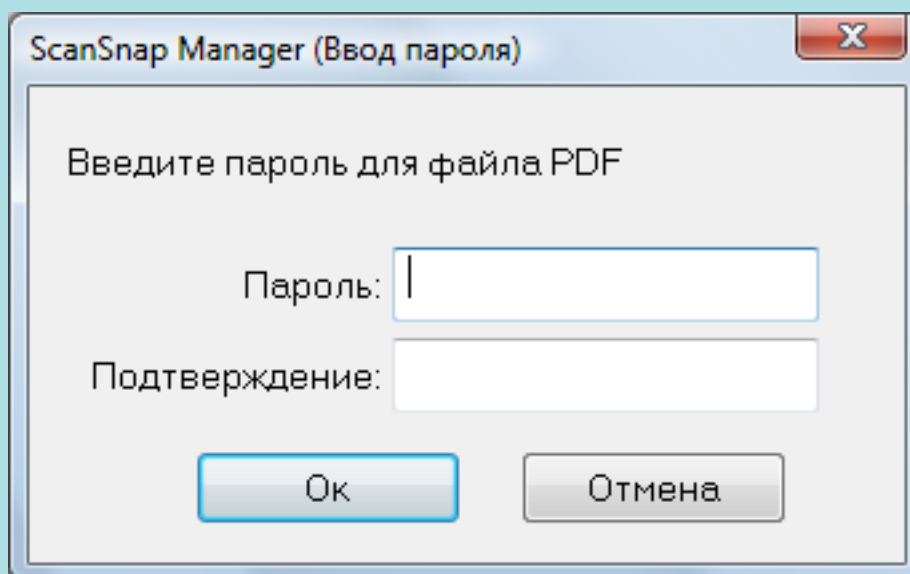 ScanSnap Manager (Ввод пароля)
Введите пароль для файла PDF
Пароль:
Подтверждение:
Ок Отмена